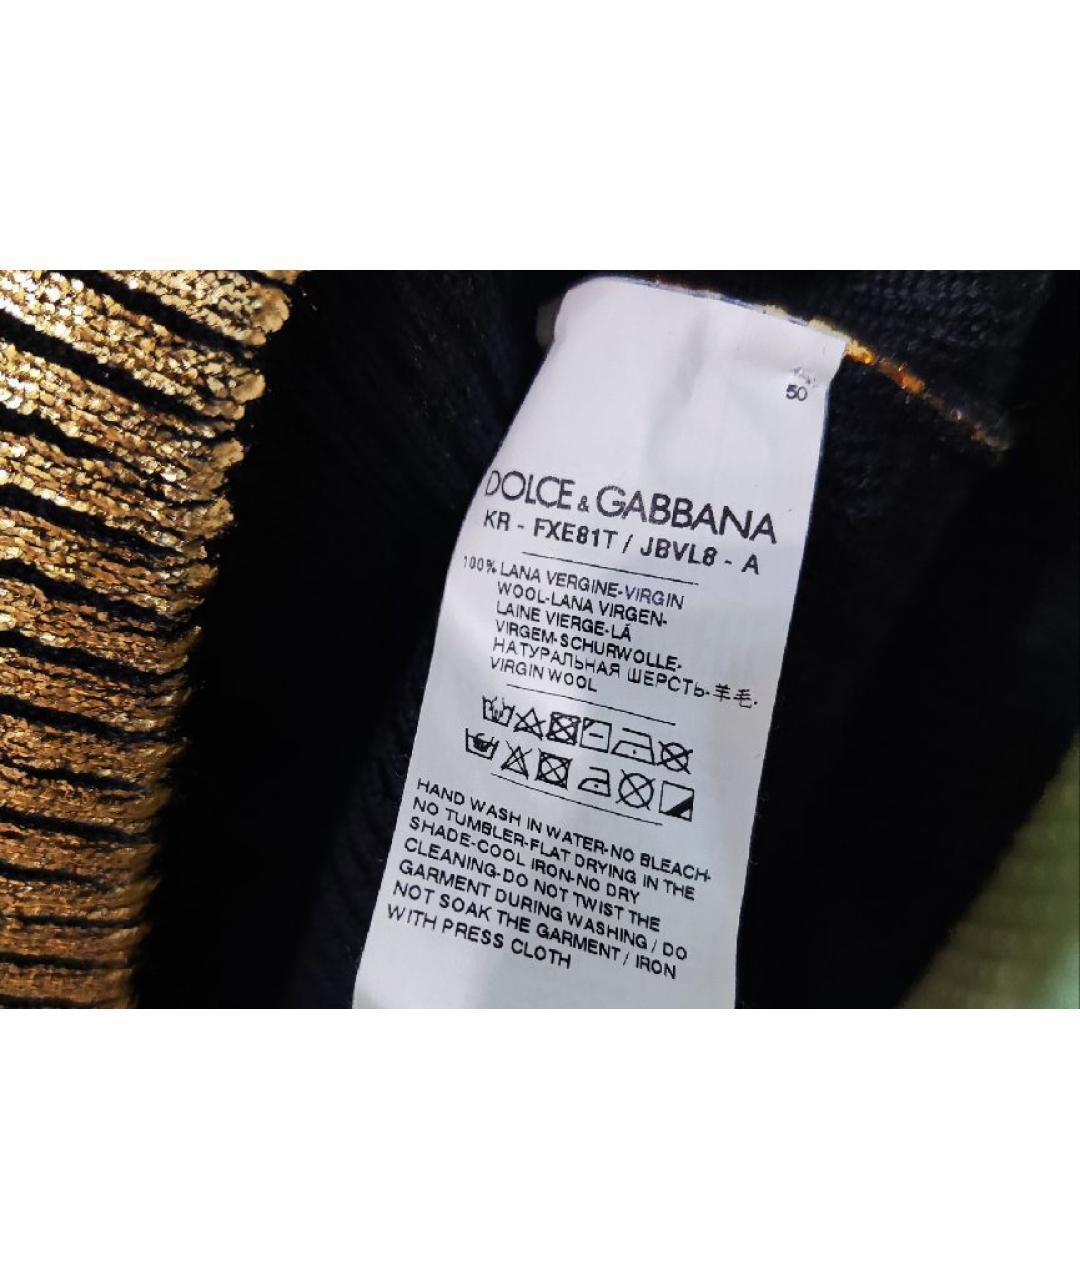 50
DOLCE & GABBANA
KR - FXE81T / JBVL8 - A
100% LANA VERGINE-VIRGIN
WOOL-LANA VIRGEN-
LAINE VIERGE-LÃ
VIRGEM-SCHURWOLLE-
НАТУРАЛЬНАЯ ШЕРСТЬ-羊毛-
VIRGIN WOOL
HAND WASH IN WATER-NO BLEACH-
NO TUMBLER-FLAT DRYING IN THE
SHADE-COOL IRON-NO DRY
CLEANING-DO NOT TWIST THE
GARMENT DURING WASHING / DO
NOT SOAK THE GARMENT / IRON
WITH PRESS CLOTH